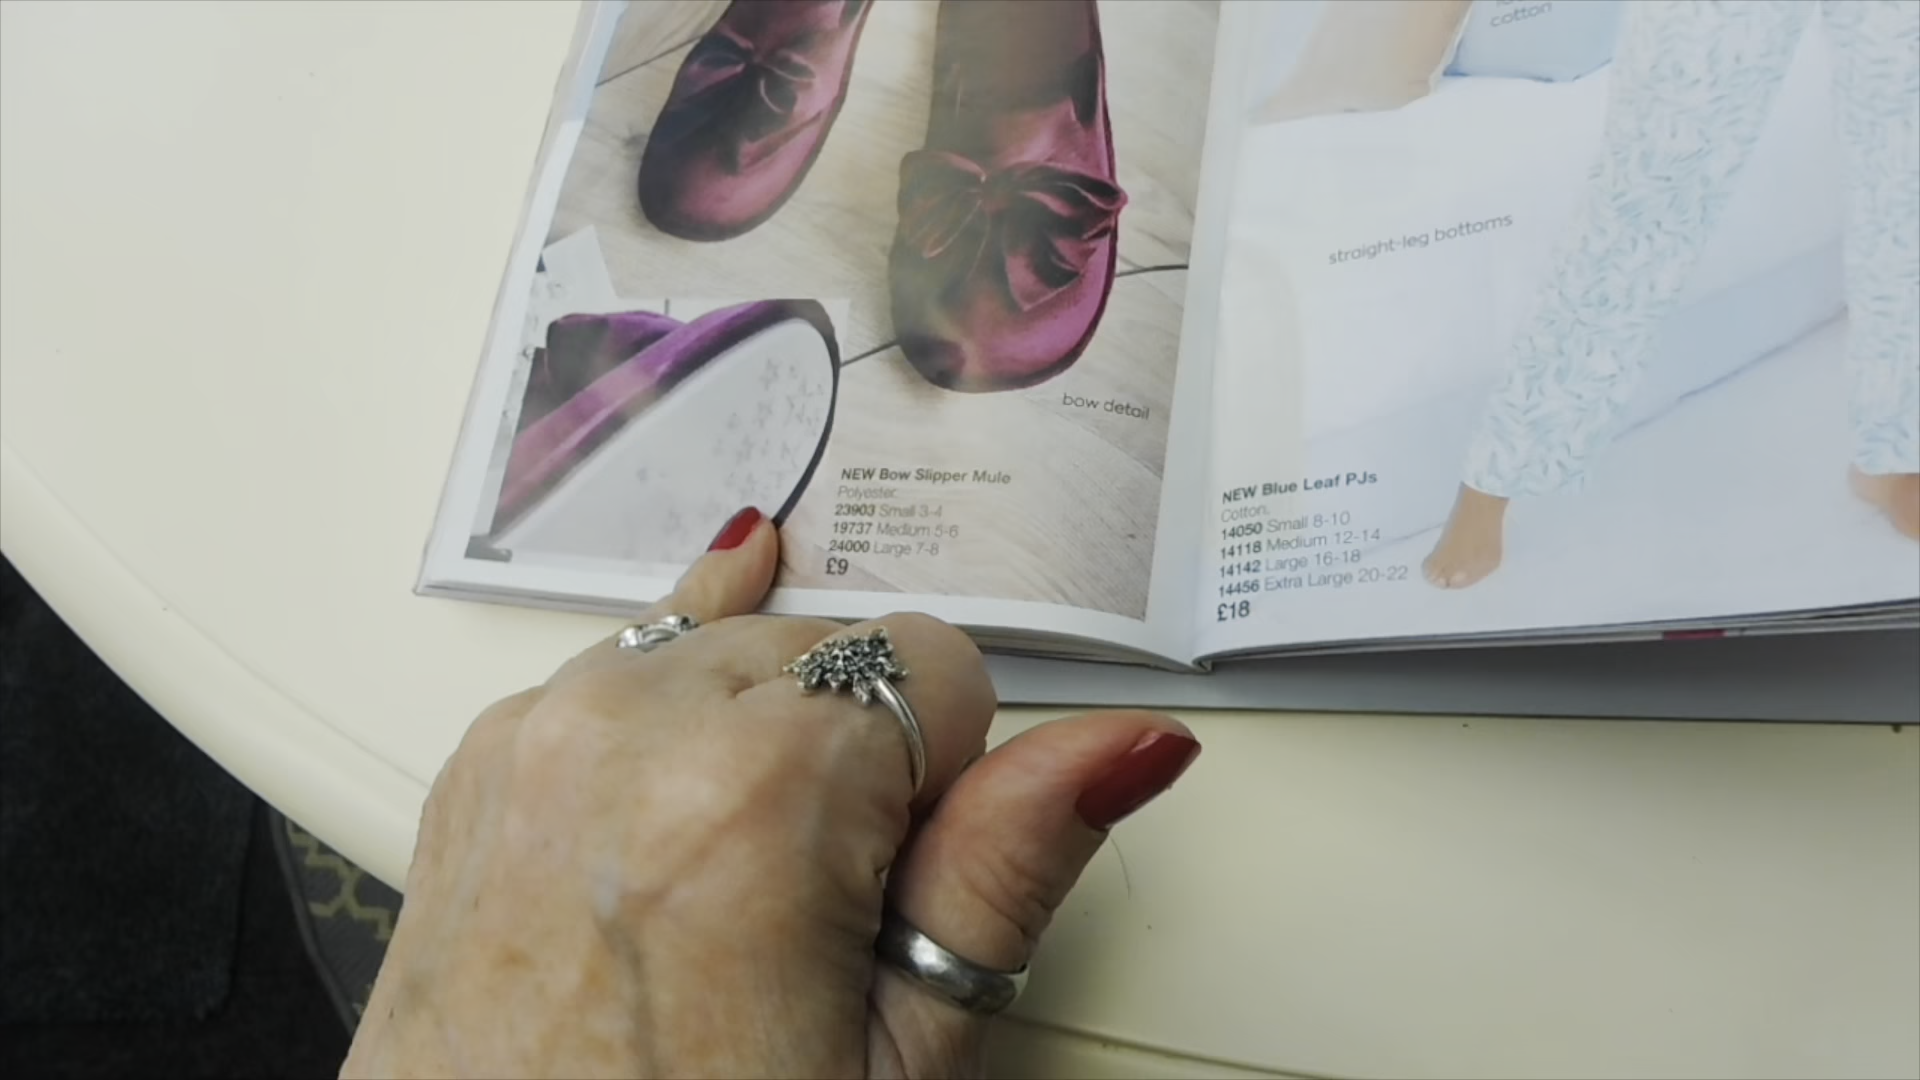 bow detail
NEW Bow Slipper Mule
Polyester.
23903 Small 3-4
19737 Medium 5-6
24000 Large 7-8
£9
cotton
straight-leg bottoms
NEW Blue Leaf PJs
Cotton.
14050 Small 8-10
14118 Medium 12-14
14142 Large 16-18
14456 Extra Large 20-22
£18